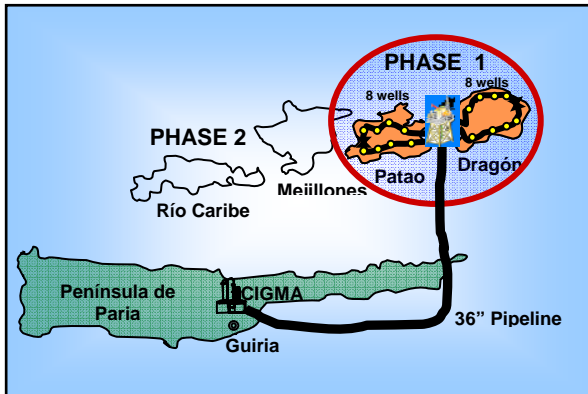 PHASE 1
8 wells
8 wells
PHASE 2
Patao
Dragón
Mejillones
Río Caribe
Península de
Paria
CIGMA
Guiria
36” Pipeline